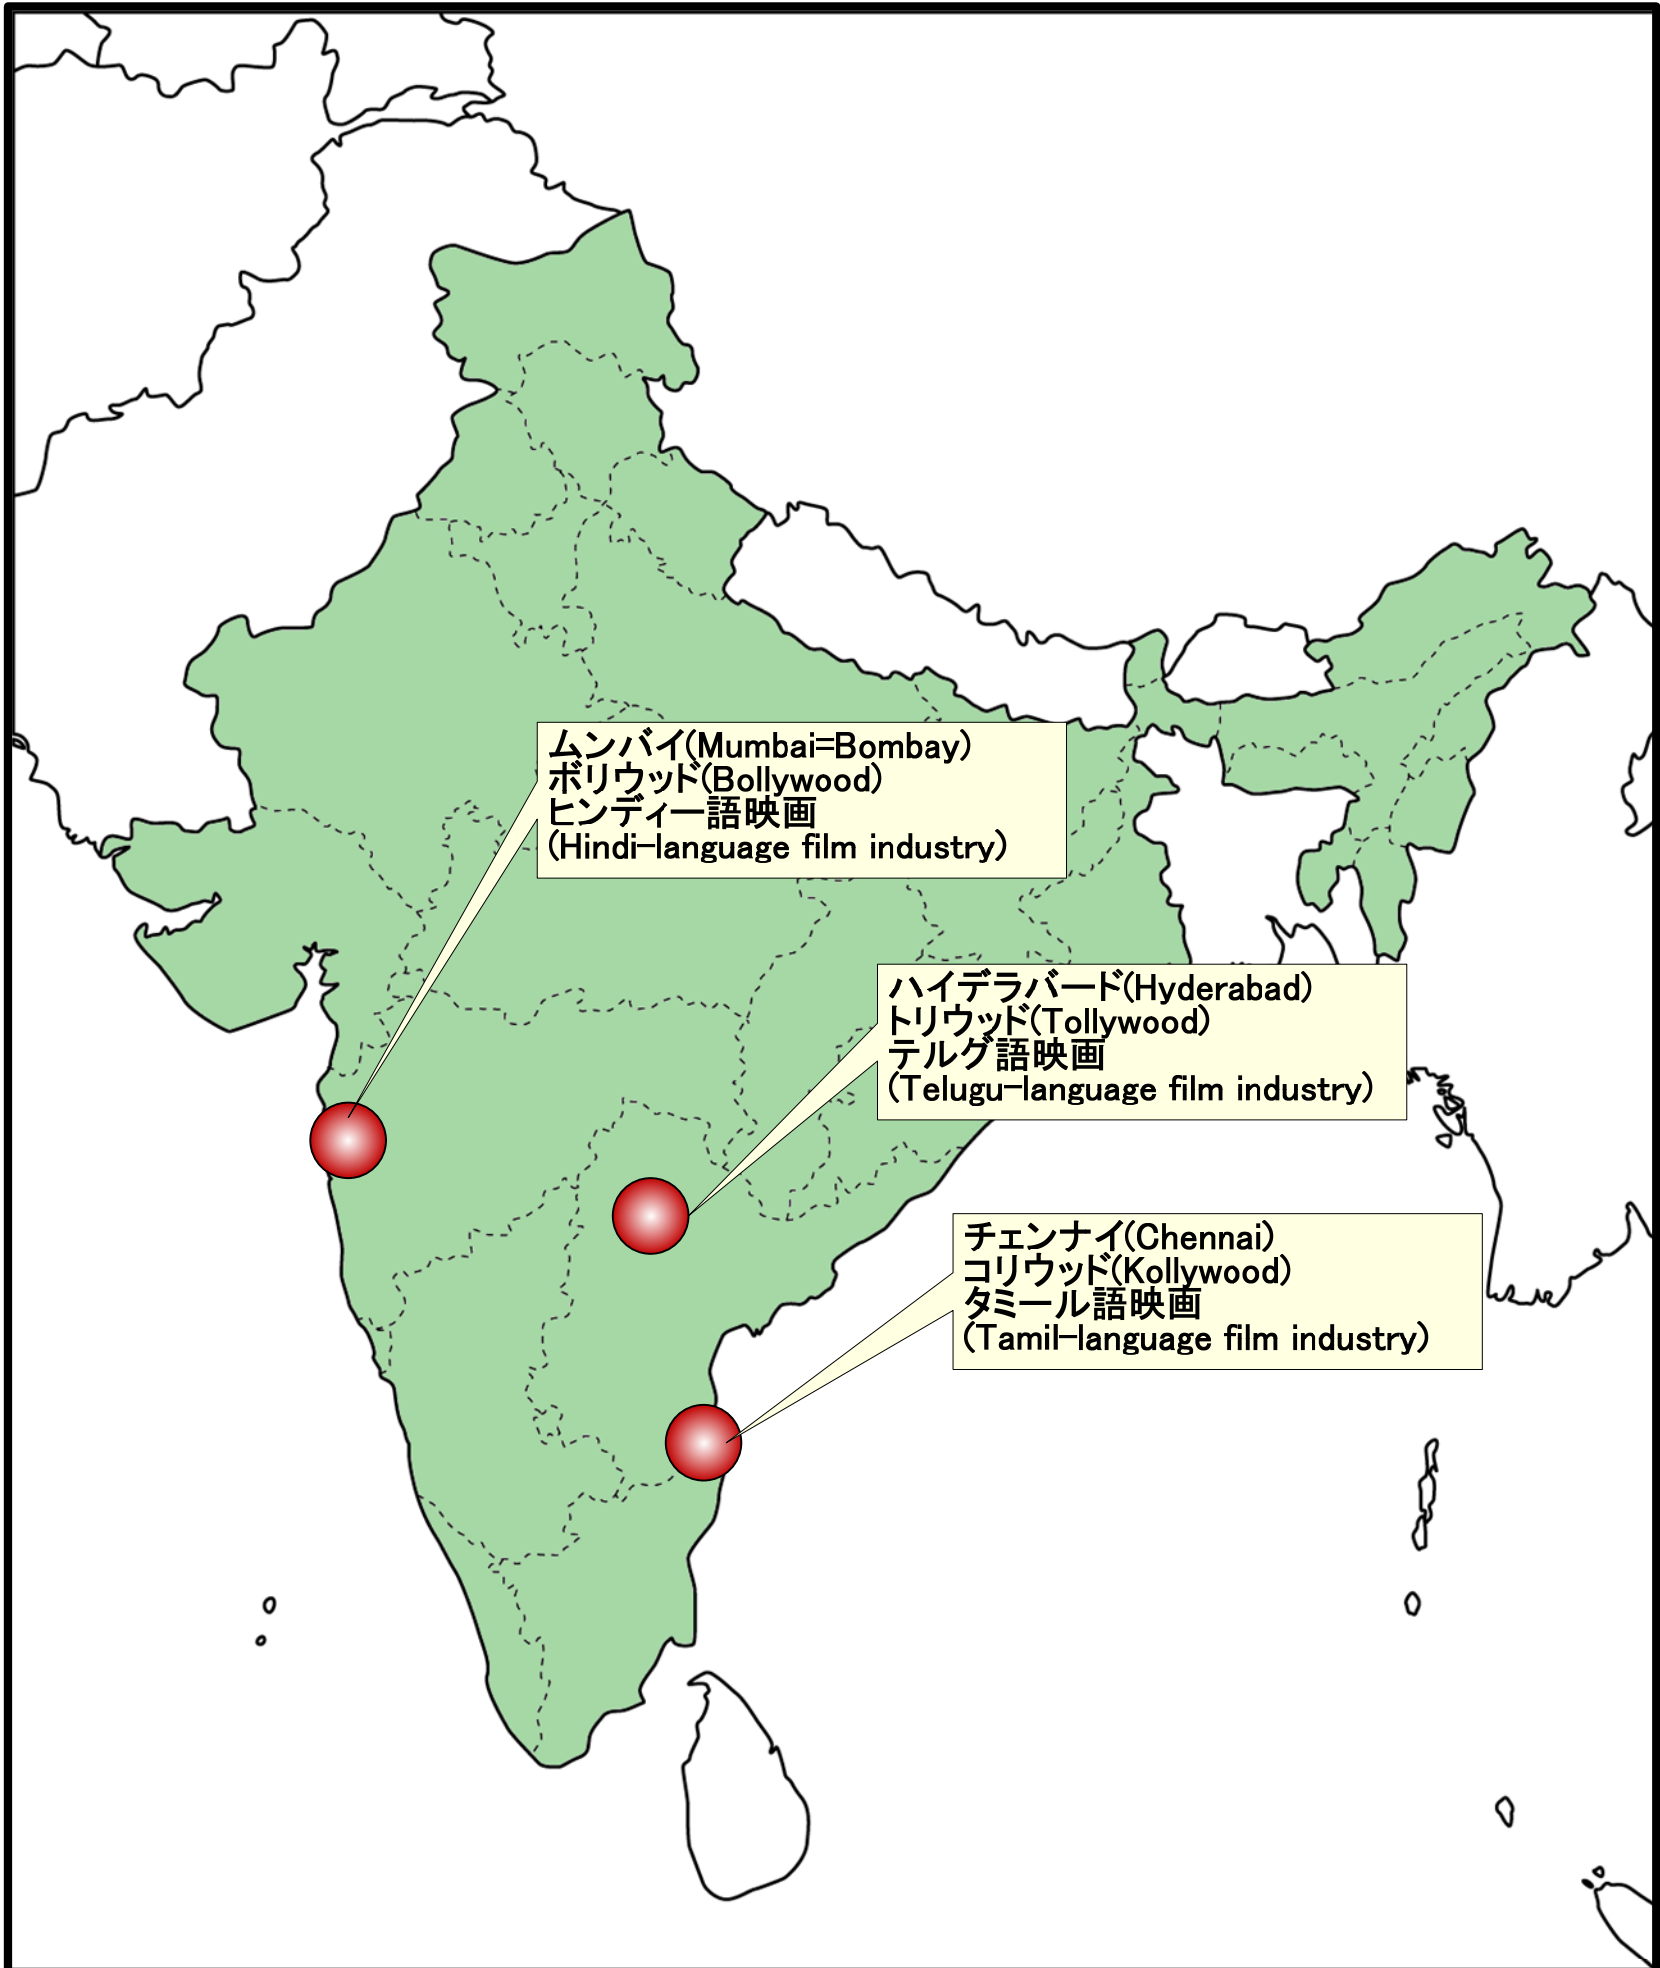 ムンバイ(Mumbai=Bombay)
ボリウッド(Bollywood)
ヒンディー語映画
(Hindi-language film industry)
ハイデラバード(Hyderabad)
トリウッド(Tollywood)
テルグ語映画
(Telugu-language film industry)
チェンナイ(Chennai)
コリウッド(Kollywood)
タミール語映画
(Tamil-language film industry)